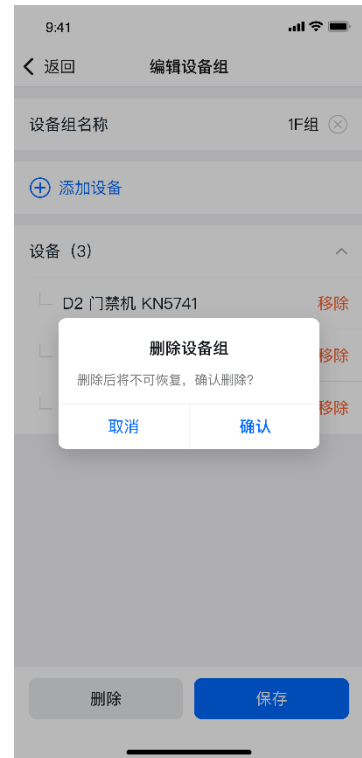 9:41
返回 编辑设备组
设备组名称 1F组
添加设备
设备（3）
D2 门禁机 KN5741 移除
移除
移除
删除设备组
删除后将不可恢复，确认删除?
取消 确认
删除 保存